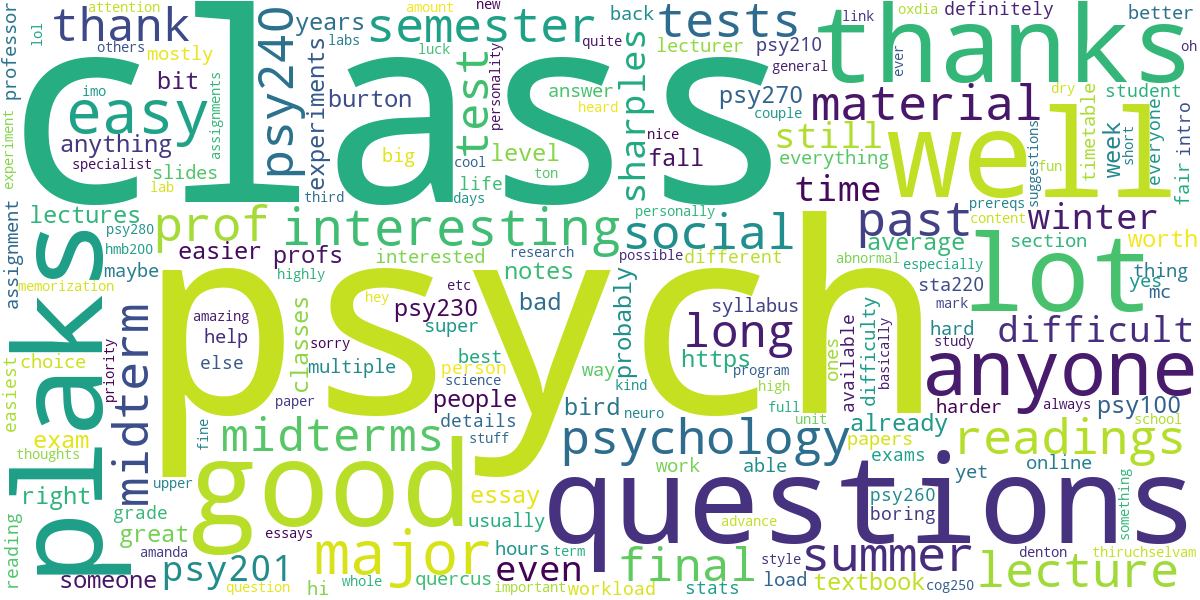 professor
lol
thank
others
years
labs
amount
luck
semester
attention
new
quite
back
tests
oxdia
link
definitely
better
psy240
lecturer
psy210
thanks
ever
oh
mostly
bit
burton
test
personality
answer
heard
sharples
general
psy270
couple
material
dry
student
imo
easy
assignments
experiments
class
experiment
anything
specialist
slides
lab
big
cool
level
nice
fall
still
everything
well
fun
timetable
suggestions
week
short
everyone
fair
intro
third
life
ton
days
time
lectures
prof
interesting
personally
social
past
prereqs
content
winter
psy280
hmb200
assignment
maybe
easier
profs
interested
research
possible
different
average
abnormal
especially
lot
section
worth
yes
thing
memorization
highly
notes
etc
hey
psy230
bad
probably
syllabus
sta220
mark
mc
plaks
midterm
amazing
help
sorry
super
long
difficult
easiest
choice
priority
else
classes
multiple
best
person
science
way
https
ones
available
difficulty
basically
hard
study
anyone
paper
people
details
kind
program
high
harder
always
psy100
school
exam
thoughts
fine
midterms
stuff
bird
neuro
full
unit
already
psych
psychology
papers
exams
readings
right
upper
good
work
able
yet
online
reading
grade
great
essay
usually
questions
psy260
boring
something
advance
amanda
essays
major
hours
term
final
style
summer
denton
thiruchselvam
someone
psy201
question
hi
whole
quercus
even
important
workload
stats
load
textbook
cog250
lecture